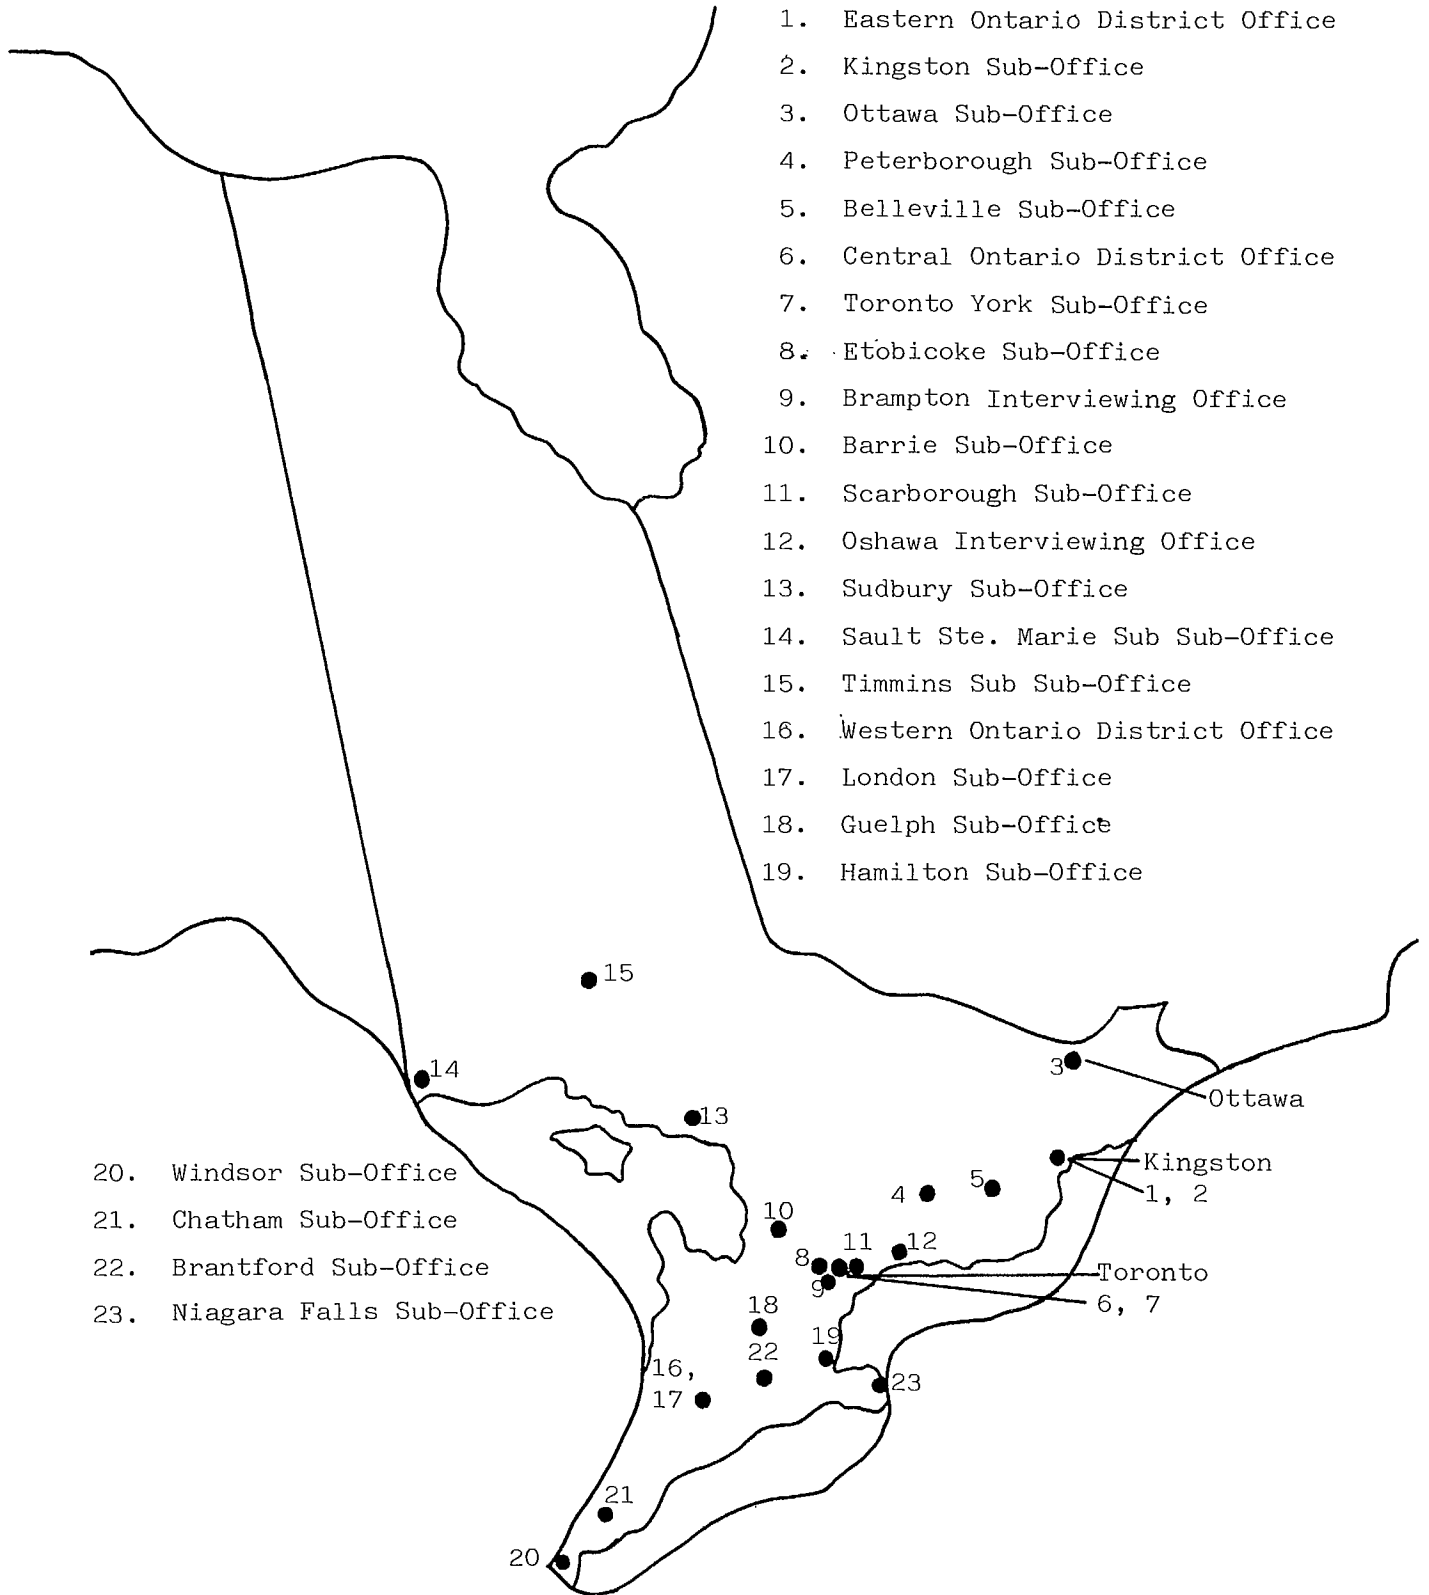 1. Eastern Ontario District Office
2. Kingston Sub-Office
3. Ottawa Sub-Office
4. Peterborough Sub-Office
5. Belleville Sub-Office
6. Central Ontario District Office
7. Toronto York Sub-Office
8. Etobicoke Sub-Office
9. Brampton Interviewing Office
10. Barrie Sub-Office
11. Scarborough Sub-Office
12. Oshawa Interviewing Office
13. Sudbury Sub-Office
14. Sault Ste. Marie Sub Sub-Office
15. Timmins Sub Sub-Office
16. Western Ontario District Office
17. London Sub-Office
18. Guelph Sub-Office
19. Hamilton Sub-Office
15
14
3
Ottawa
13
20. Windsor Sub-Office
21. Chatham Sub-Office
22. Brantford Sub-Office
23. Niagara Falls Sub-Office
Kingston
1, 2
4
5
10
8
11
12
9
Toronto
6, 7
18
19
22
16,
17
23
21
20